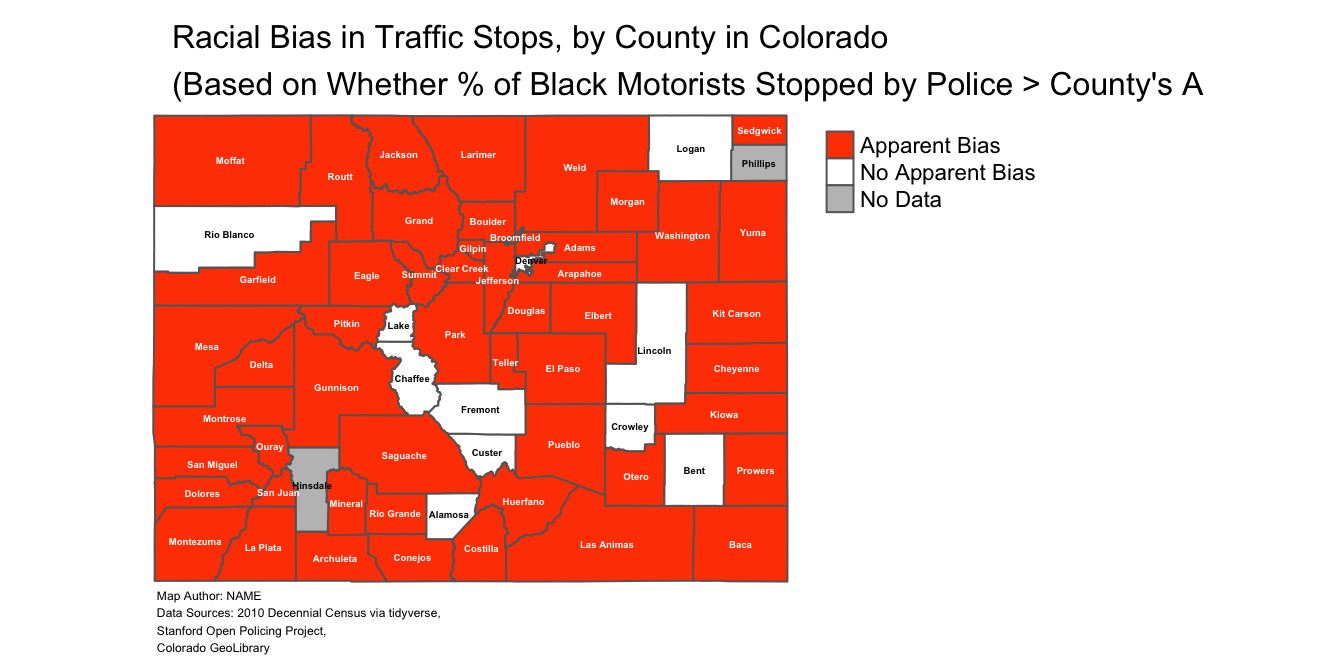 Racial Bias in Traffic Stops, by County in Colorado
(Based on Whether % of Black Motorists Stopped by Police > County's A
Apparent Bias
No Apparent Bias
No Data
Moffat
Routt
Jackson
Larimer
Weld
Logan
Sedgwick
Phillips
Morgan
Rio Blanco
Grand
Boulder
Broomfield
Washington
Yuma
Gilpin
Adams
Denver
Garfield
Eagle
Summit
Clear Creek
Jefferson
Arapahoe
Pitkin
Lake
Park
Douglas
Elbert
Kit Carson
Mesa
Delta
Gunnison
Chaffee
Teller
El Paso
Lincoln
Cheyenne
Montrose
Fremont
Crowley
Kiowa
Ouray
Saguache
Custer
Pueblo
San Miguel
Otero
Bent
Prowers
Dolores
San Juan
Hinsdale
Mineral
Rio Grande
Alamosa
Huerfano
Montezuma
La Plata
Archuleta
Conejos
Costilla
Las Animas
Baca
Map Author: NAME
Data Sources: 2010 Decennial Census via tidyverse,
Stanford Open Policing Project,
Colorado GeoLibrary